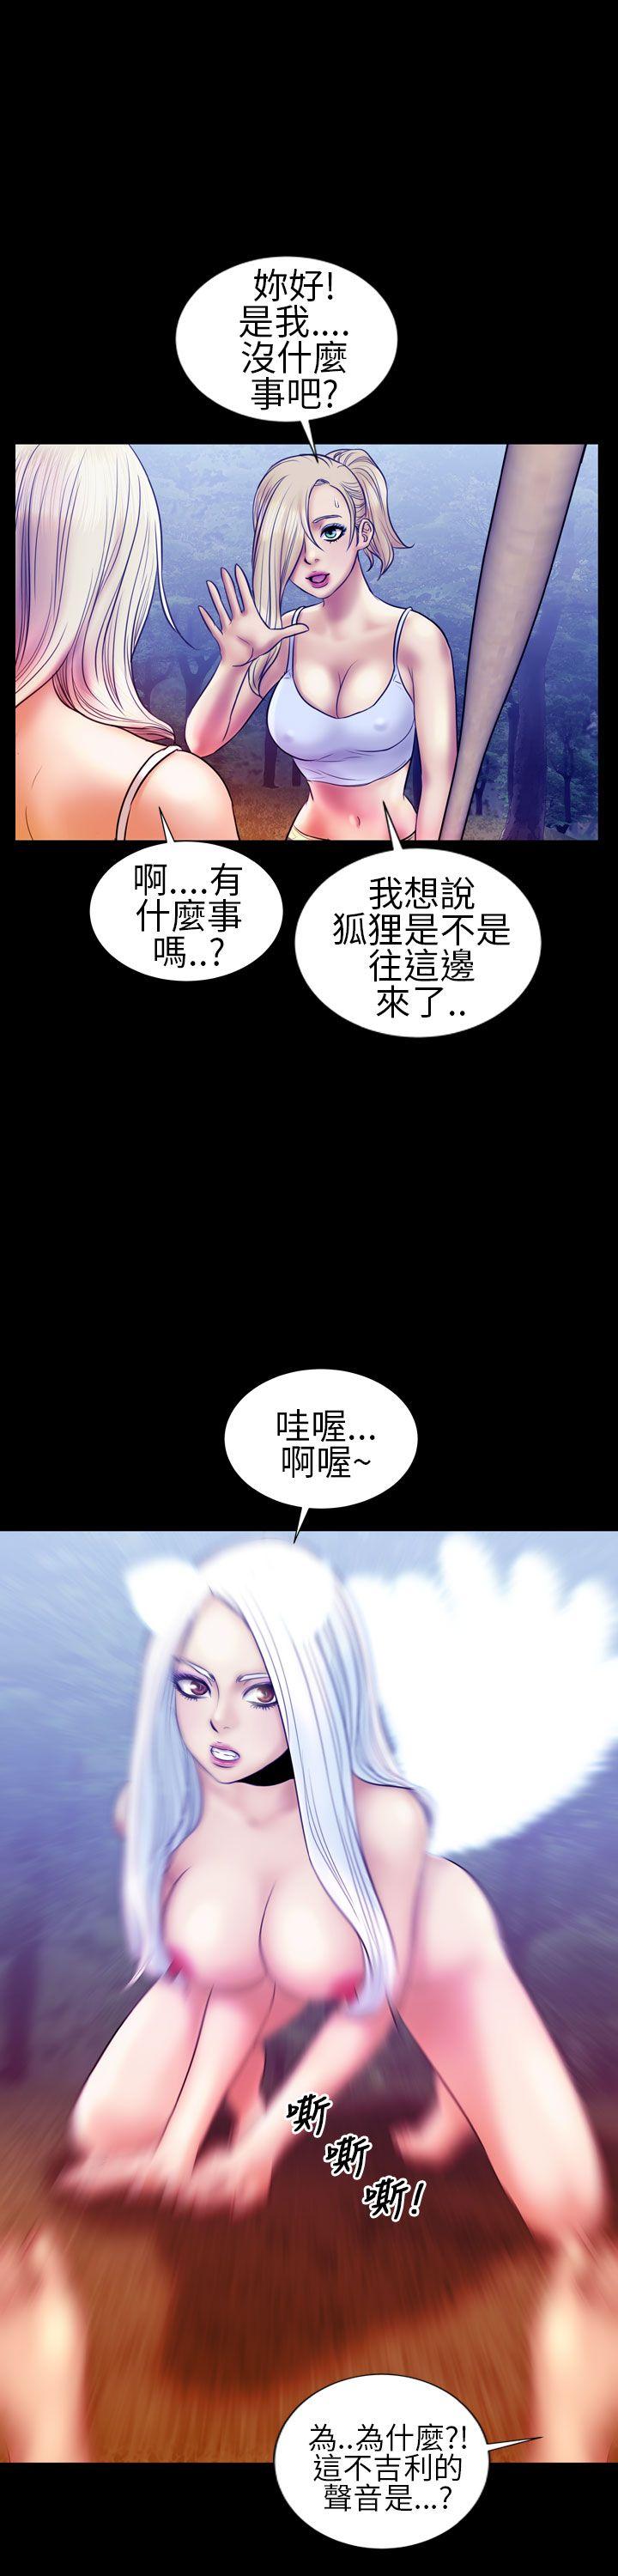 妳好!
是我....
沒什麼
事吧?
啊....有
什麼事
嗎..?
我想說
狐狸是不是
往這邊
來了..
哇喔...
啊喔~
嘶
嘶
嘶!
為..為什麼?!
這不吉利的
聲音是...?